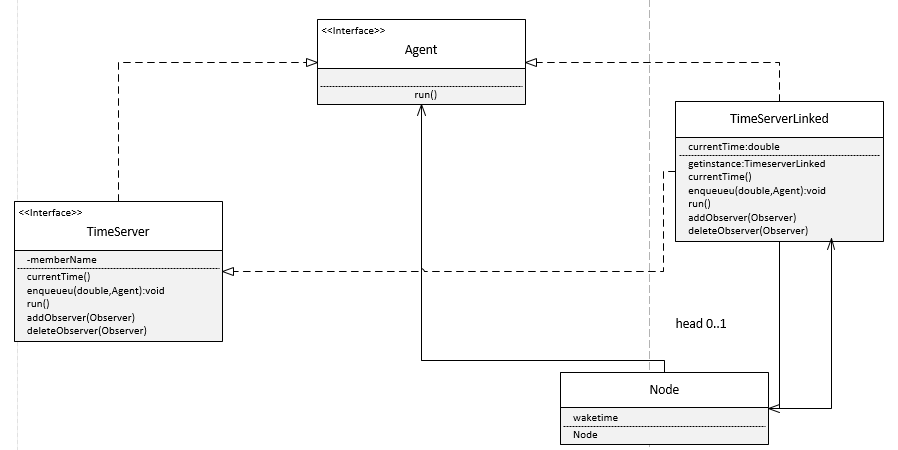 <<Interface>>
Agent
run()
TimeServerLinked
currentTime:double
getinstance:TimeserverLinked
currentTime()
enqueueu(double,Agent):void
run()
addObserver(Observer)
deleteObserver(Observer)
<<Interface>>
TimeServer
-memberName
currentTime()
enqueueu(double,Agent):void
run()
addObserver(Observer)
deleteObserver(Observer)
head 0..1
Node
waketime
Node